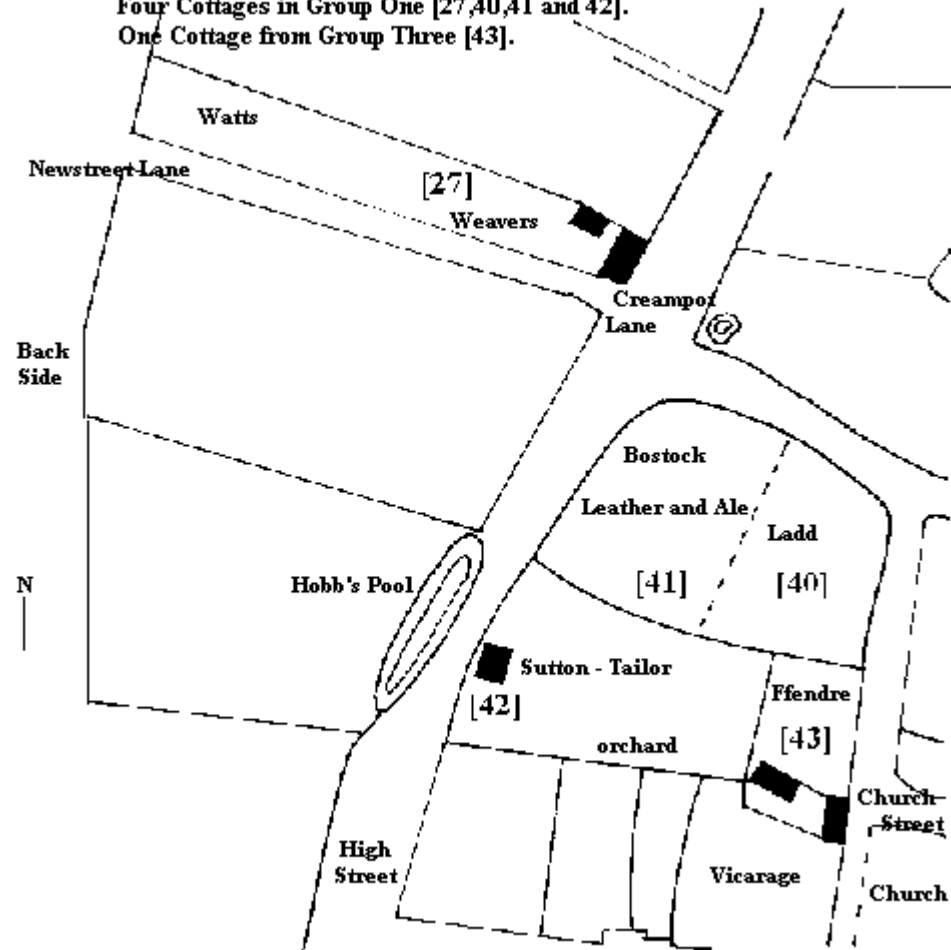 Four Cottages in Group One [27,40,41 and 42].
One Cottage from Group Three [43].
Watts
Newstreet Lane
[27]
Weavers
Creampot
Lane
Back
Side
Bostock
Leather and Ale
Ladd
[41]
[40]
Hobb's Pool
N
Sutton - Tailor
[42]
Ffendre
[43]
orchard
Church
Street
High
Street
Vicarage
Church